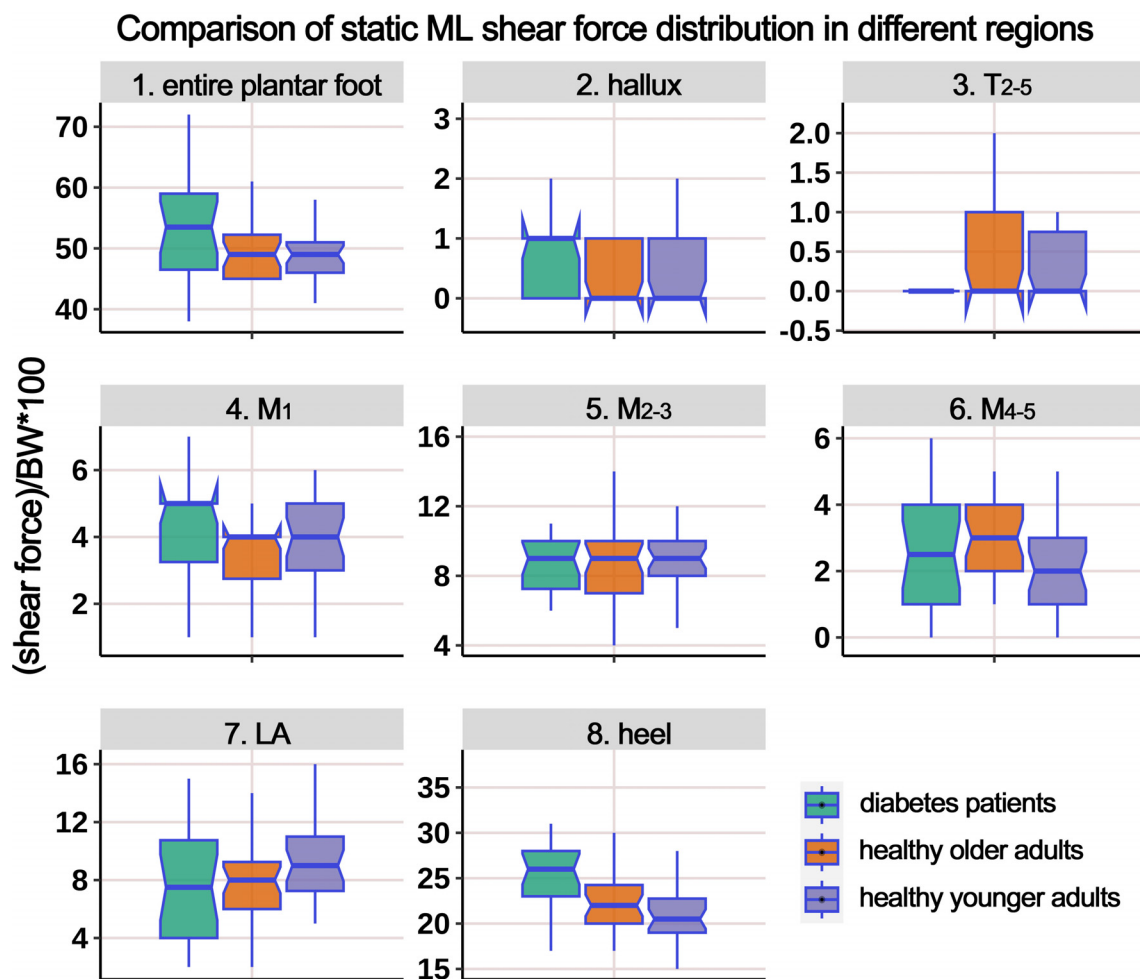 Comparison of static ML shear force distribution in different regions
(shear force)/BW*100
1. entire plantar foot
70
60
50
40
2. hallux
3
2
1
0
3. T2-5
2.0
1.5
1.0
0.5
0.0
-0.5
4. M1
6
4
2
5. M2-3
16
12
8
4
6. M4-5
6
4
2
0
7. LA
16
12
8
4
8. heel
35
30
25
20
15
diabetes patients
healthy older adults
healthy younger adults